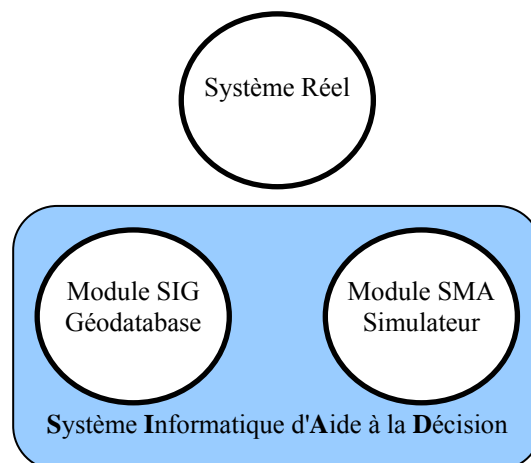 Système Réel
Module SIG
Géodatabase
Module SMA
Simulateur
Système Informatique d'Aide à la Décision